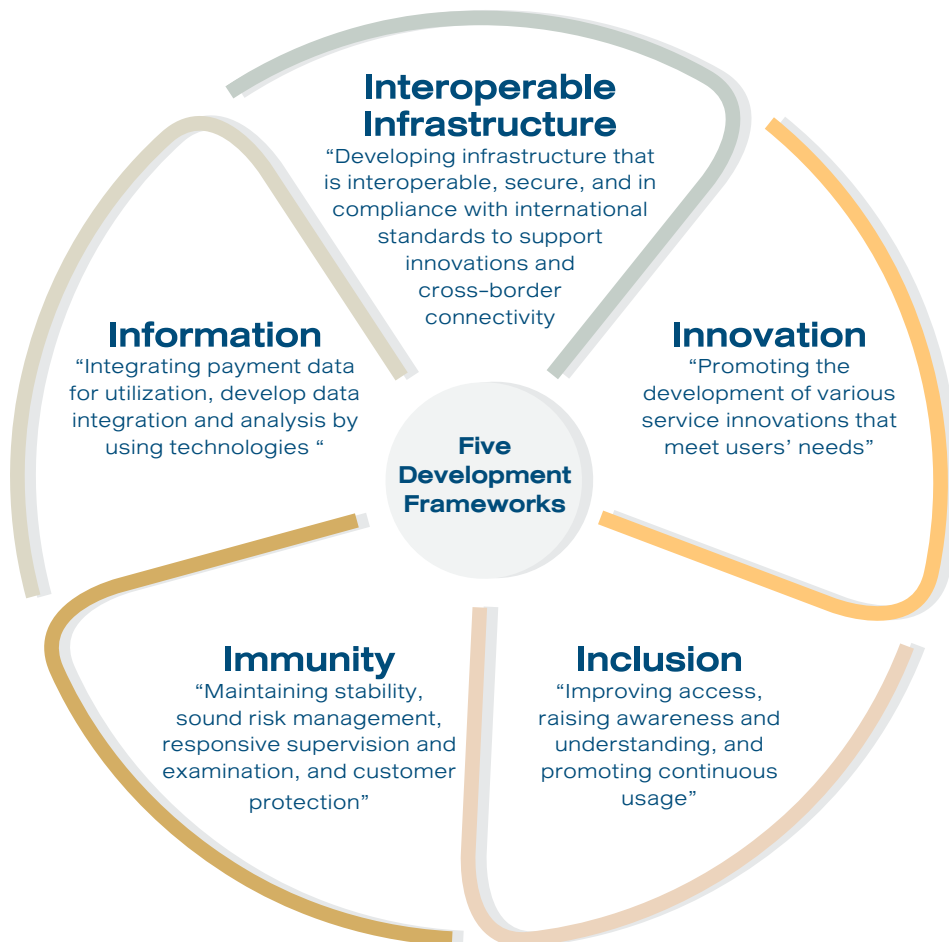 Interoperable
Infrastructure
“Developing infrastructure that
is interoperable, secure, and in
compliance with international
standards to support
innovations and
cross-border
connectivity
Information
“Integrating payment data
for utilization, develop data
integration and analysis by
using technologies “
Innovation
“Promoting the
development of various
service innovations that
meet users’ needs”
Five
Development
Frameworks
Immunity
“Maintaining stability,
sound risk management,
responsive supervision and
examination, and customer
protection”
Inclusion
“Improving access,
raising awareness and
understanding, and
promoting continuous
usage”